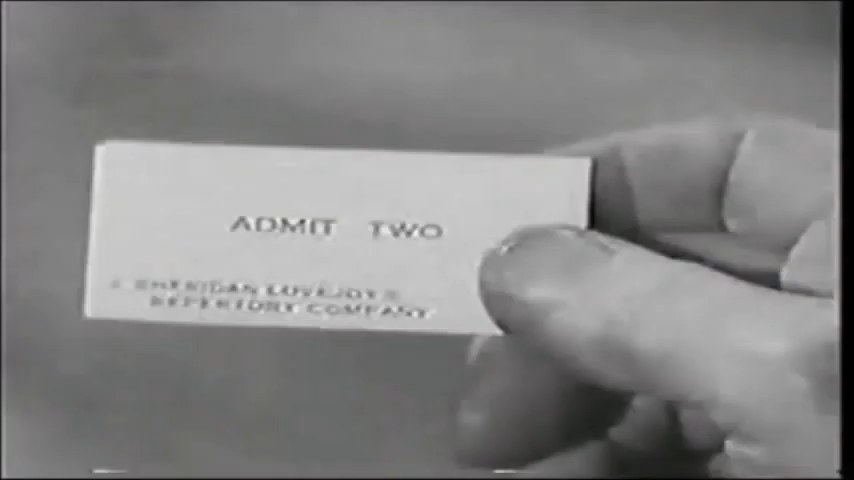 ADMIT TWO
J. SHERIDAN LOVEJOY'S
REPERTORY COMPANY